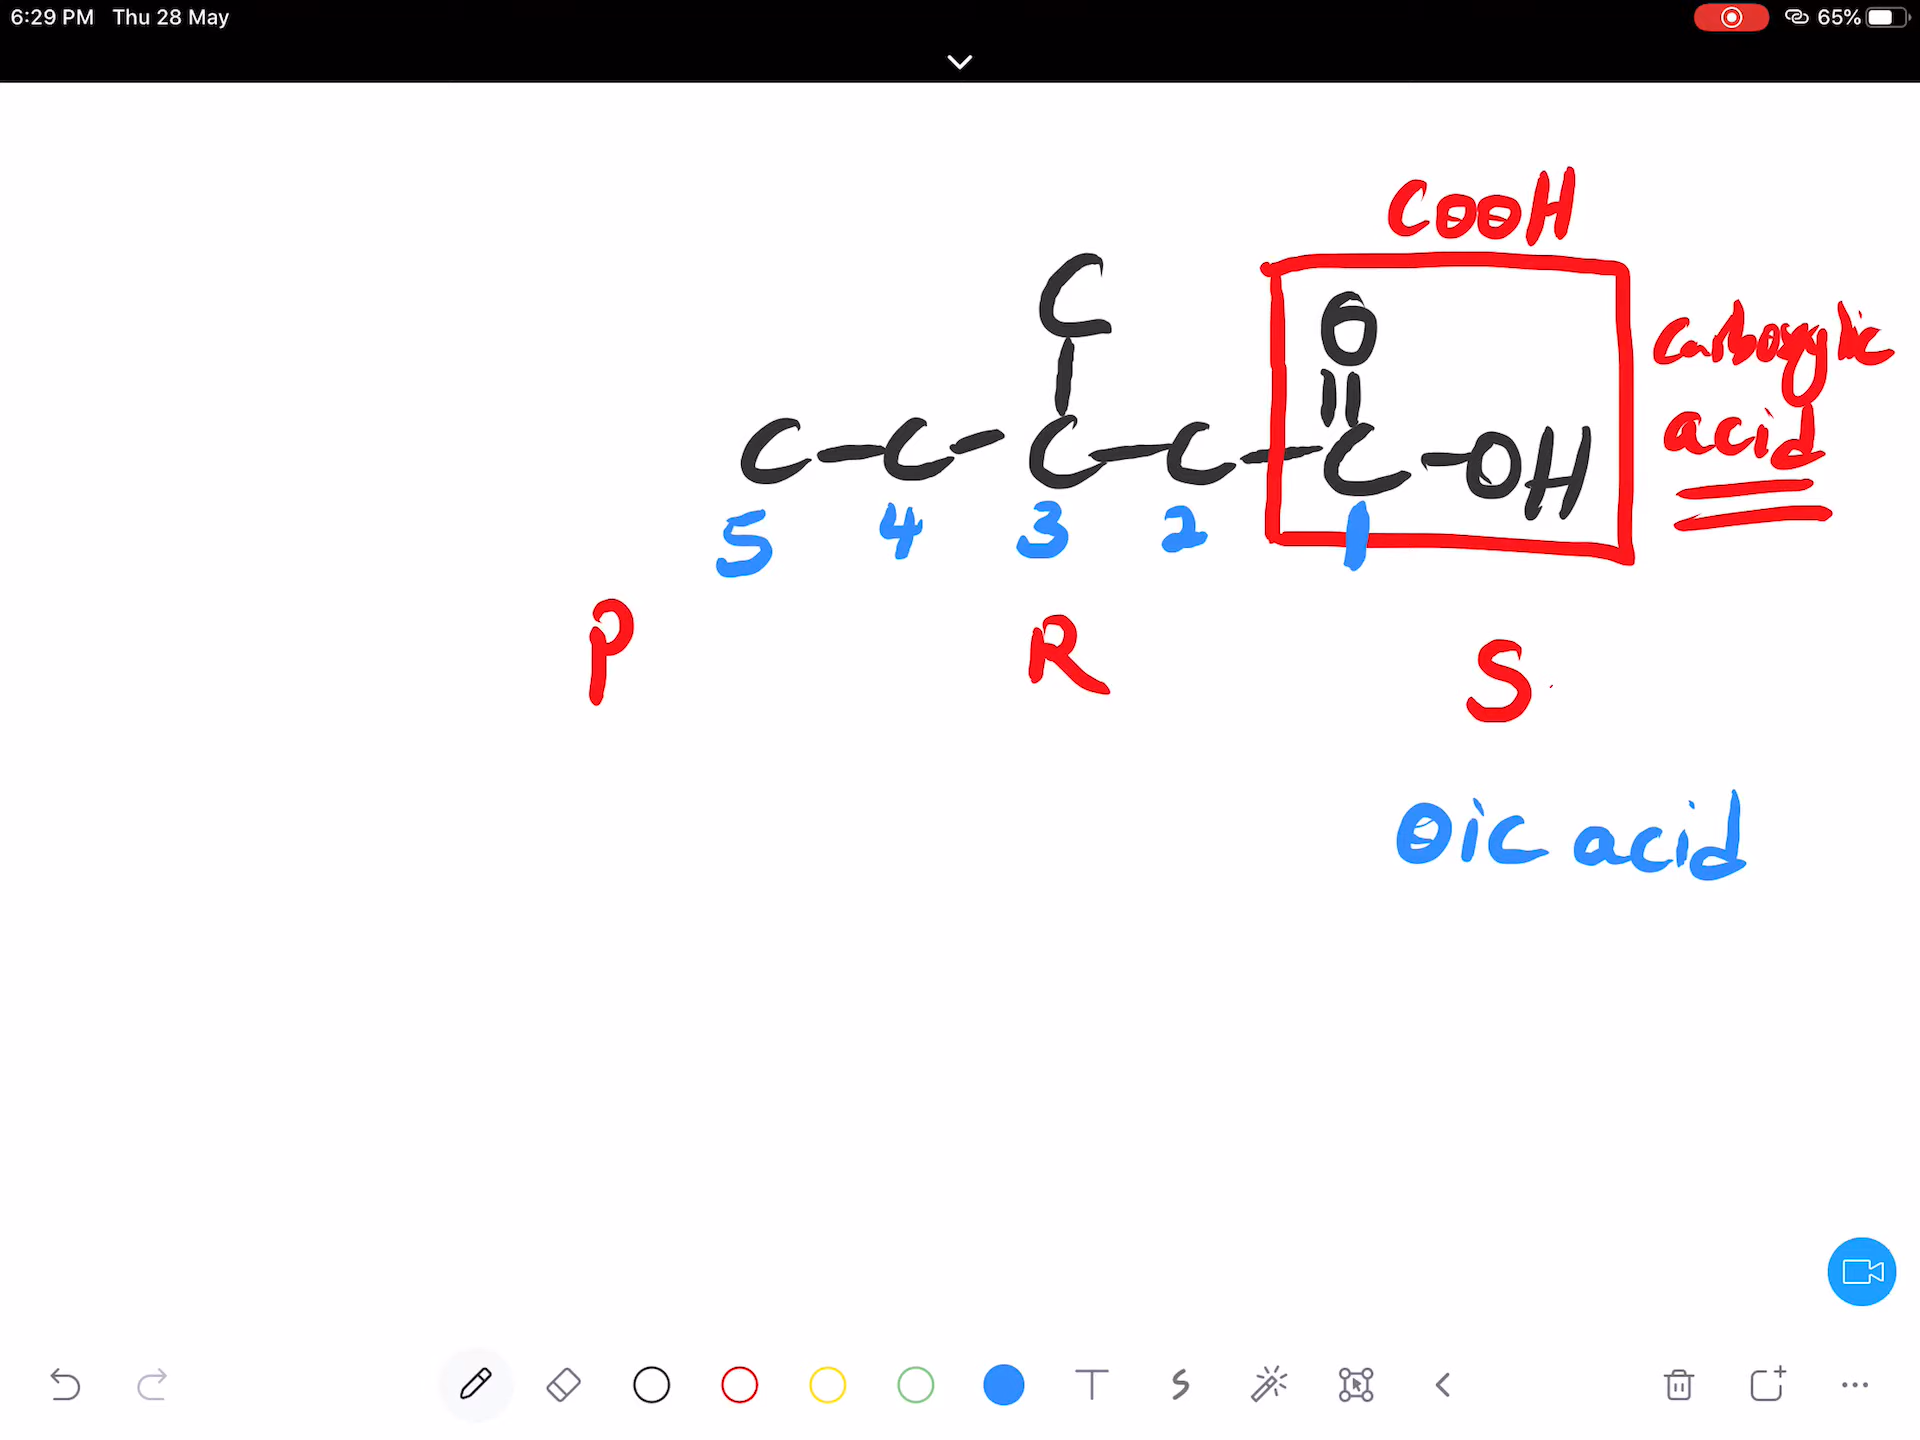 6:29 PM Thu 28 May
65%
COOH
C
O
C-C-C-C-C-OH
carboxylic
acid
5 4 3 2 1
P R S
oic acid
T